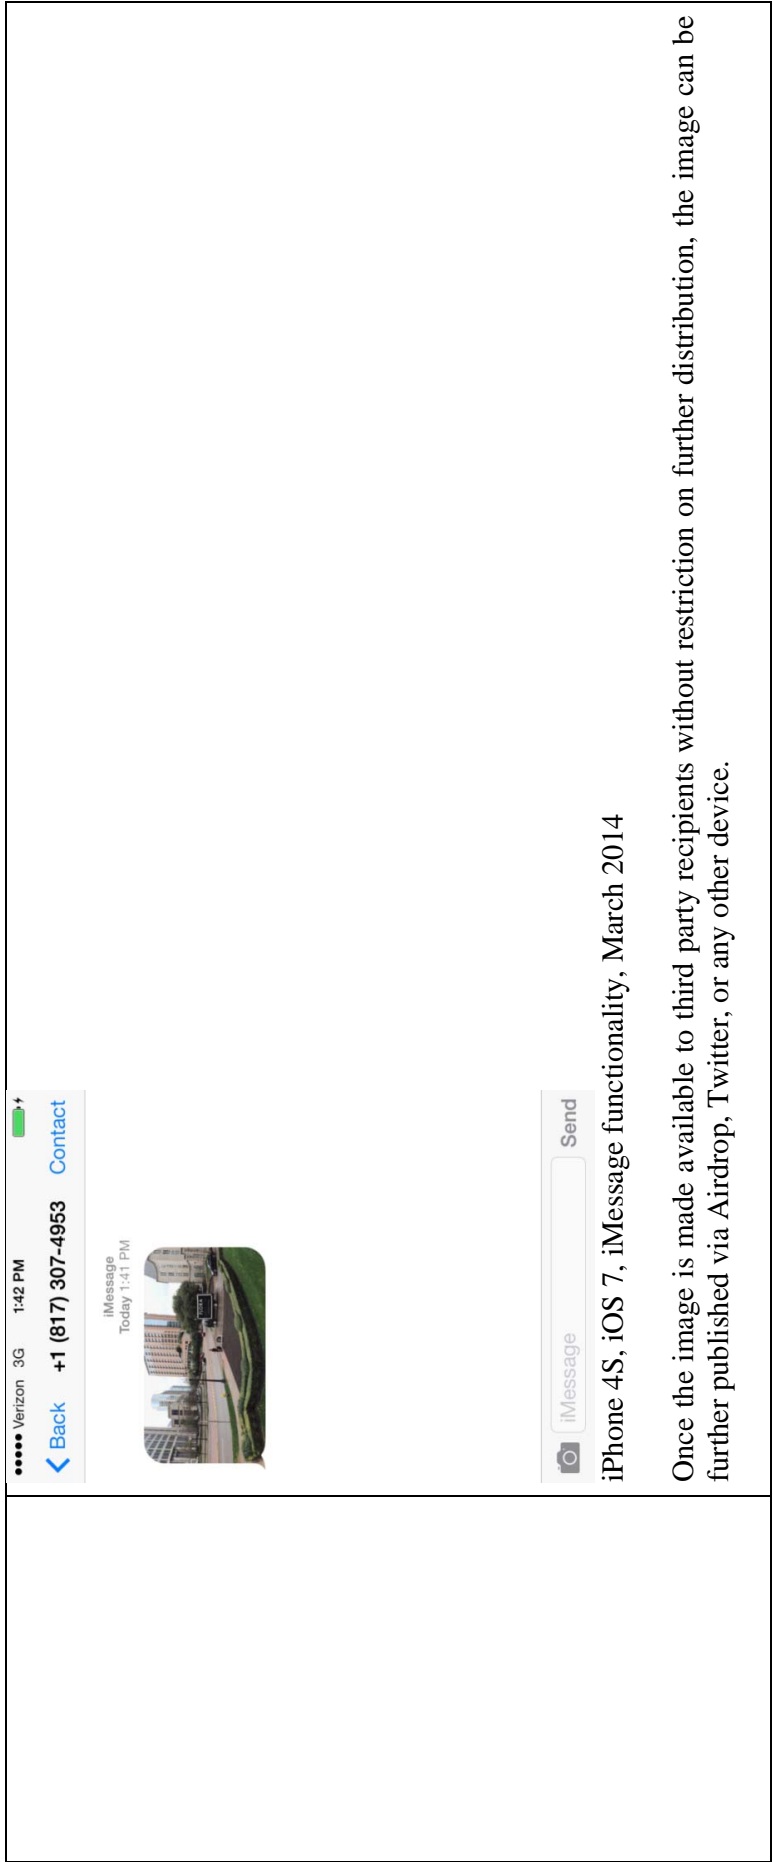 Verizon 3G 1:42 PM
Back +1 (817) 307-4953 Contact
iMessage
Today 1:41 PM
iMessage Send
iPhone 4S, iOS 7, iMessage functionality, March 2014
Once the image is made available to third party recipients without restriction on further distribution, the image can be
further published via Airdrop, Twitter, or any other device.